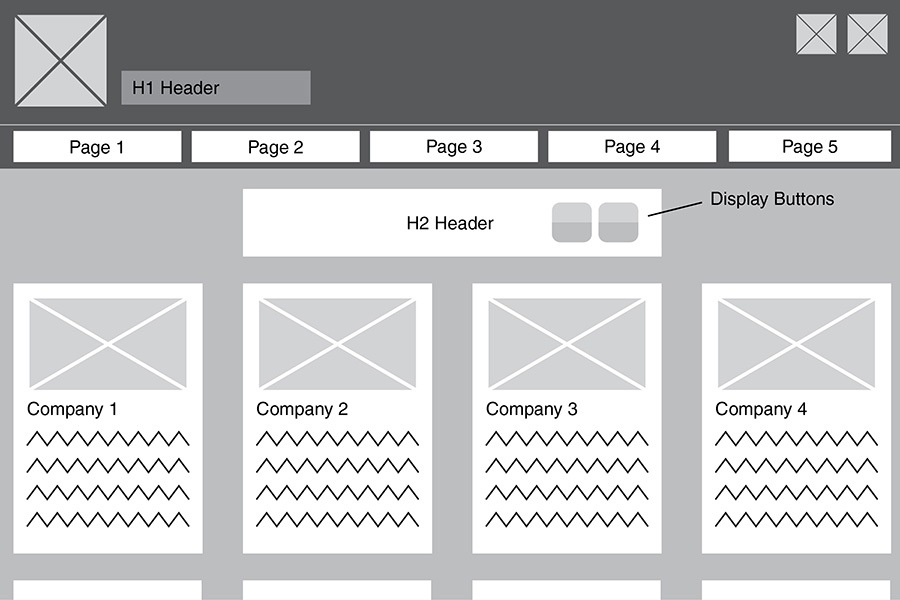 H1 Header
Page 1
Page 2
Page 3
Page 4
Page 5
H2 Header
Display Buttons
Company 1
Company 2
Company 3
Company 4